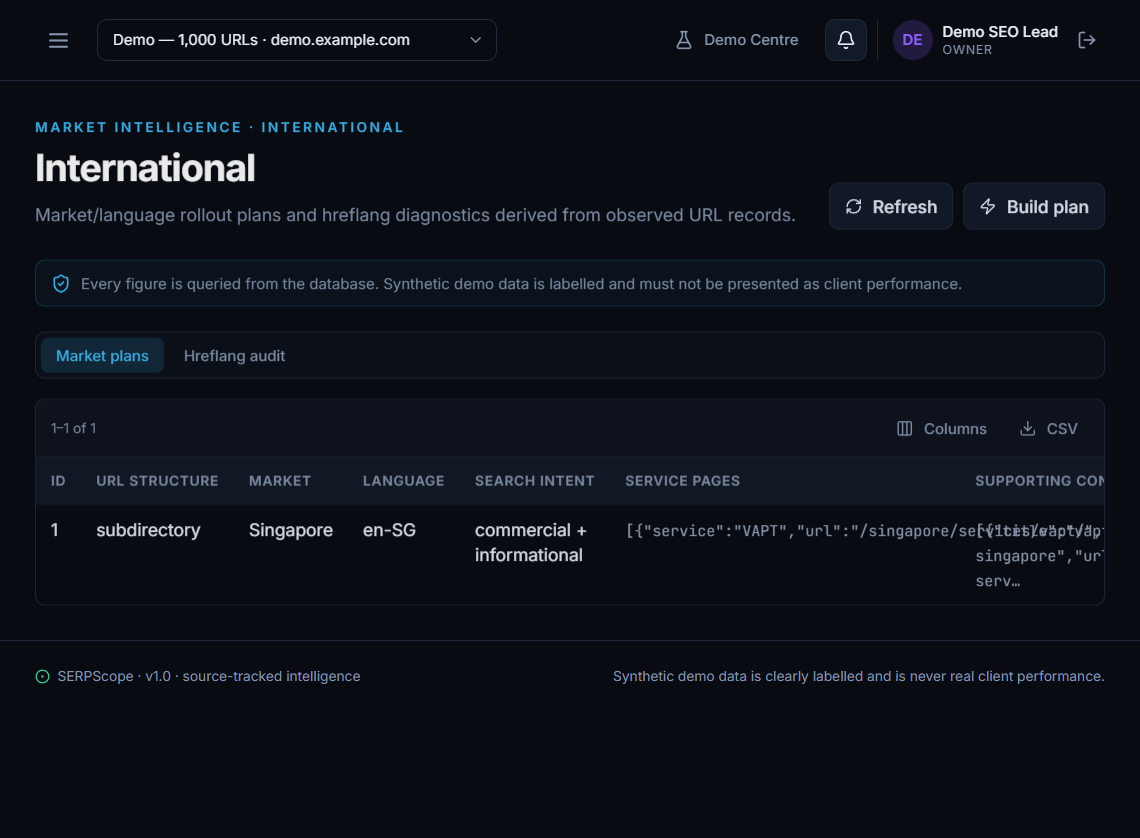 Demo — 1,000 URLs · demo.example.com
Demo Centre
DE
Demo SEO Lead
OWNER
MARKET INTELLIGENCE · INTERNATIONAL
International
Market/language rollout plans and hreflang diagnostics derived from observed URL records.
Refresh
Build plan
Every figure is queried from the database. Synthetic demo data is labelled and must not be presented as client performance.
Market plans
Hreflang audit
1–1 of 1
Columns
CSV
ID URL STRUCTURE MARKET LANGUAGE SEARCH INTENT SERVICE PAGES SUPPORTING CON
1 subdirectory Singapore en-SG commercial +
informational
[{"service":"VAPT","url":"/singapore/
singapore","url
serv…
SERPScope · v1.0 · source-tracked intelligence
Synthetic demo data is clearly labelled and is never real client performance.